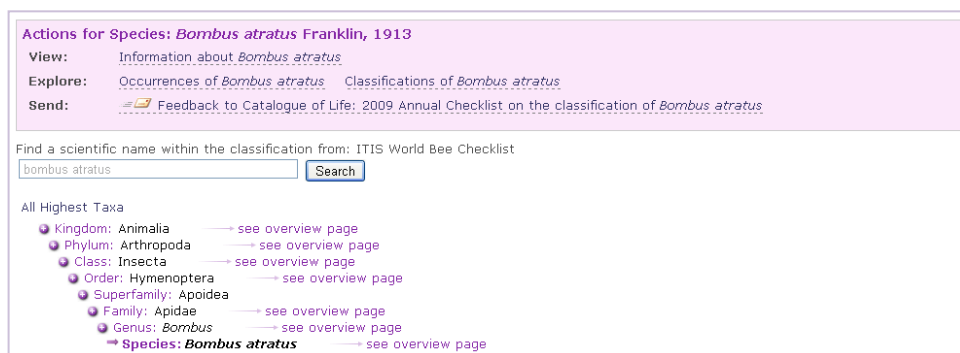 Actions for Species: Bombus atratus Franklin, 1913
View: Information about Bombus atratus
Explore: Occurrences of Bombus atratus Classifications of Bombus atratus
Send: Feedback to Catalogue of Life: 2009 Annual Checklist on the classification of Bombus atratus
Find a scientific name within the classification from: ITIS World Bee Checklist
bombus atratus Search
All Highest Taxa
Kingdom: Animalia see overview page
Phylum: Arthropoda see overview page
Class: Insecta see overview page
Order: Hymenoptera see overview page
Superfamily: Apoidea
Family: Apidae see overview page
Genus: Bombus see overview page
Species: Bombus atratus see overview page